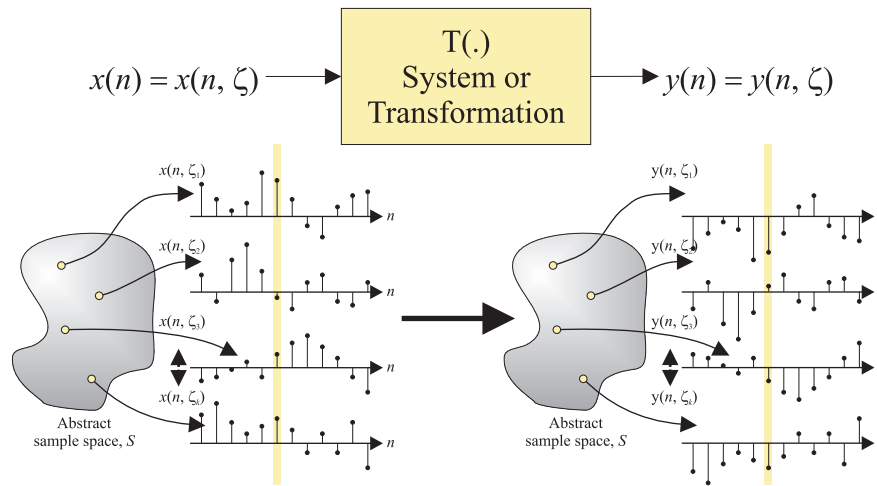 T(.)
System or
Transformation
x(n) = x(n, ζ)
y(n) = y(n, ζ)
x(n, ζ1)
n
x(n, ζ2)
n
x(n, ζ3)
n
x(n, ζk)
n
Abstract
sample space, S
y(n, ζ1)
y(n, ζ2)
y(n, ζ3)
y(n, ζk)
Abstract
sample space, S